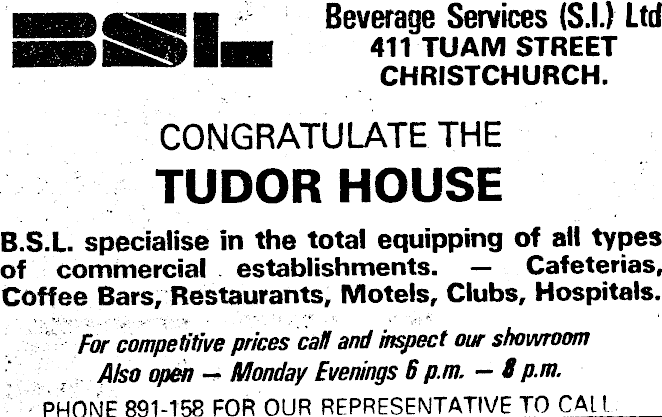 BSL
Beverage Services (S.I.) Ltd
411 TUAM STREET
CHRISTCHURCH.
CONGRATULATE THE
TUDOR HOUSE
B.S.L. specialise in the total equipping of all types
of commercial establishments. — Cafeterias,
Coffee Bars, Restaurants, Motels, Clubs, Hospitals.
For competitive prices call and inspect our showroom
Also open — Monday Evenings 6 p.m. — 8 p.m.
PHONE 891-158 FOR OUR REPRESENTATIVE TO CALL.